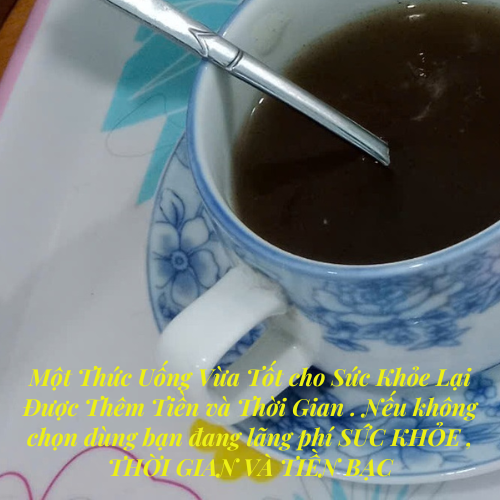 Một Thức Uống Vừa Tốt cho Sức Khỏe Lại
Được Thêm Tiền và Thời Gian . Nếu không
chọn dùng bạn đang lãng phí SỨC KHỎE ,
THỜI GIAN VÀ TIỀN BẠC